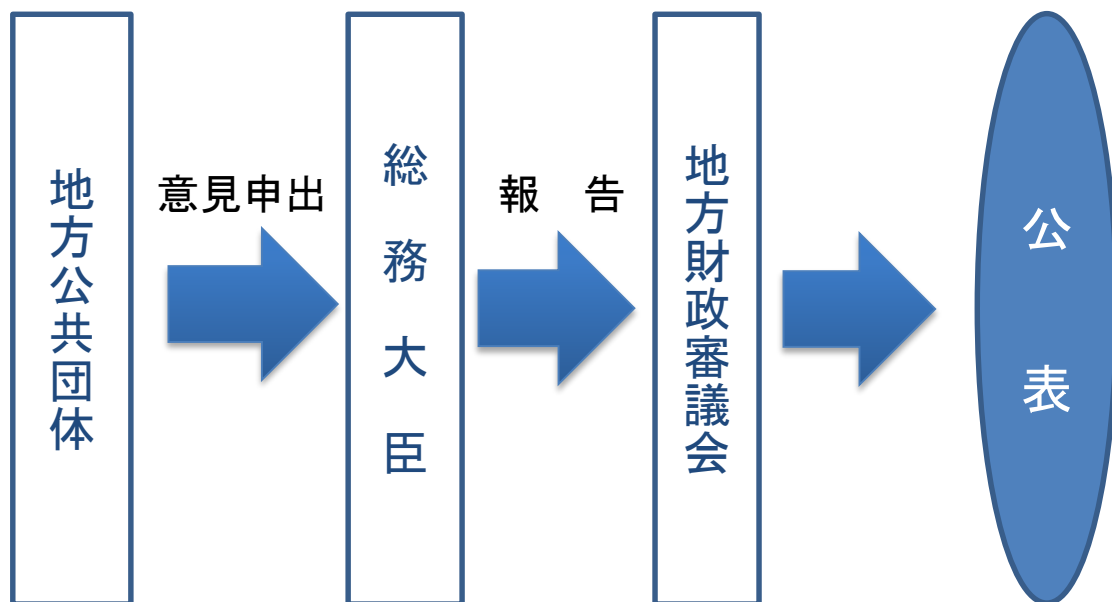 地方公共団体
意見申出
総務大臣
報　告
地方財政審議会
公表